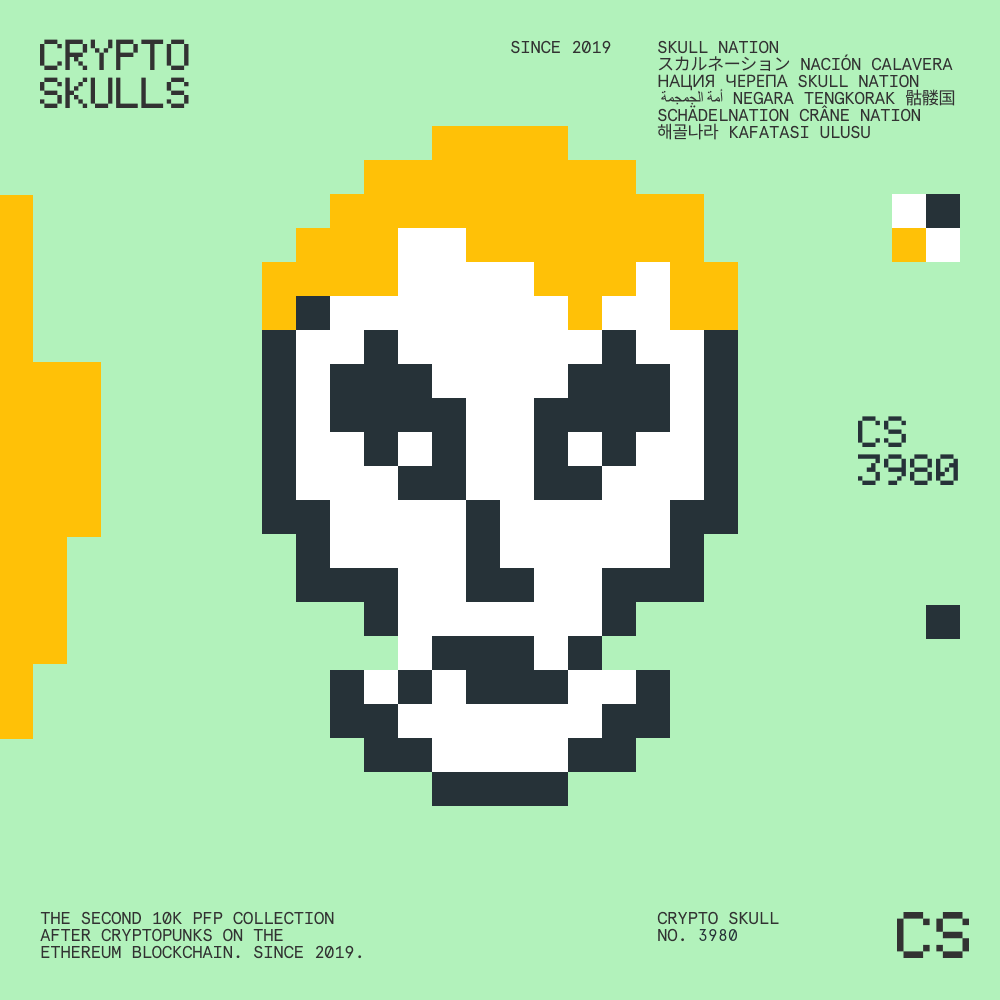 CRYPTO
SKULLS
SINCE 2019
SKULL NATION
スカルネーション NACIÓN CALAVERA
НАЦИЯ ЧЕРЕПА SKULL NATION
أمة الجمجمة NEGARA TENGKORAK 骷髅国
SCHÄDELNATION CRÂNE NATION
해골나라 KAFATASI ULUSU
CS
3980
THE SECOND 10K PFP COLLECTION
AFTER CRYPTOPUNKS ON THE
ETHEREUM BLOCKCHAIN. SINCE 2019.
CRYPTO SKULL
NO. 3980
CS